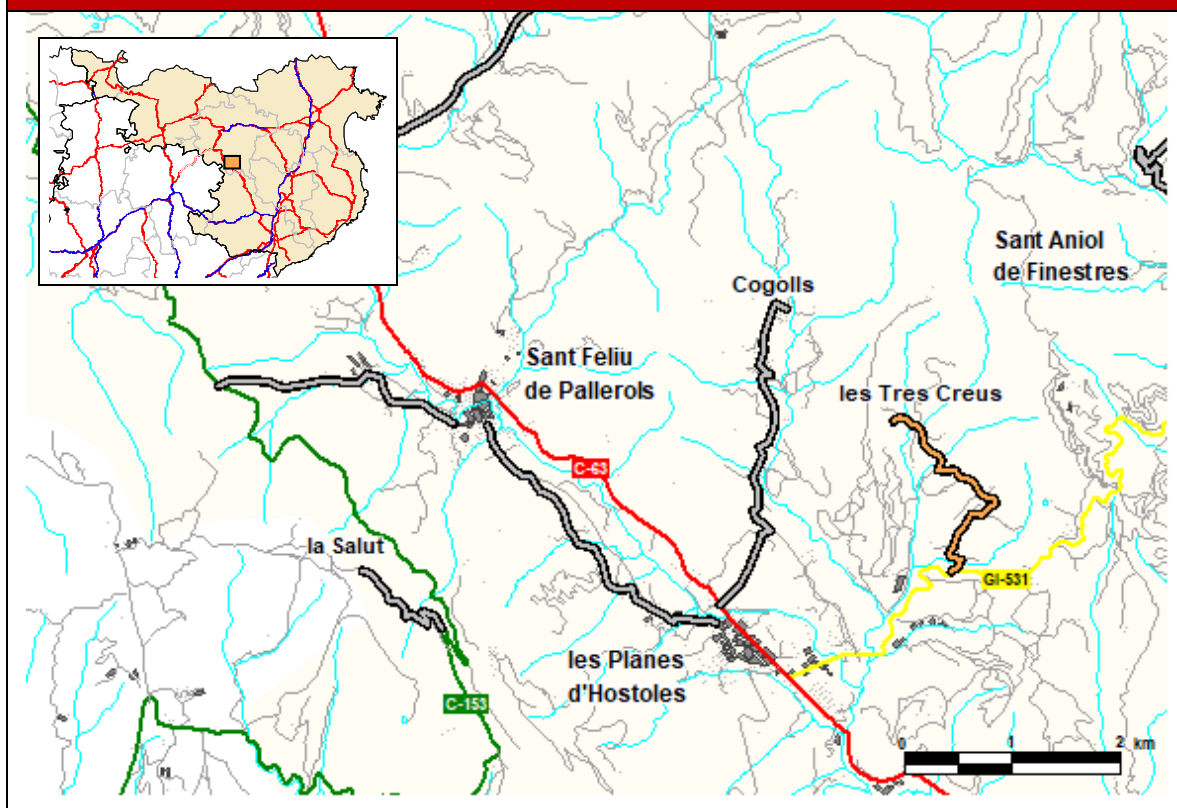 Sant Aniol
de Finestres
Cogolls
Sant Feliu
de Pallerols
les Tres Creus
C-63
la Salut
GI-531
les Planes
d'Hostoles
C-153
0 1 2 km